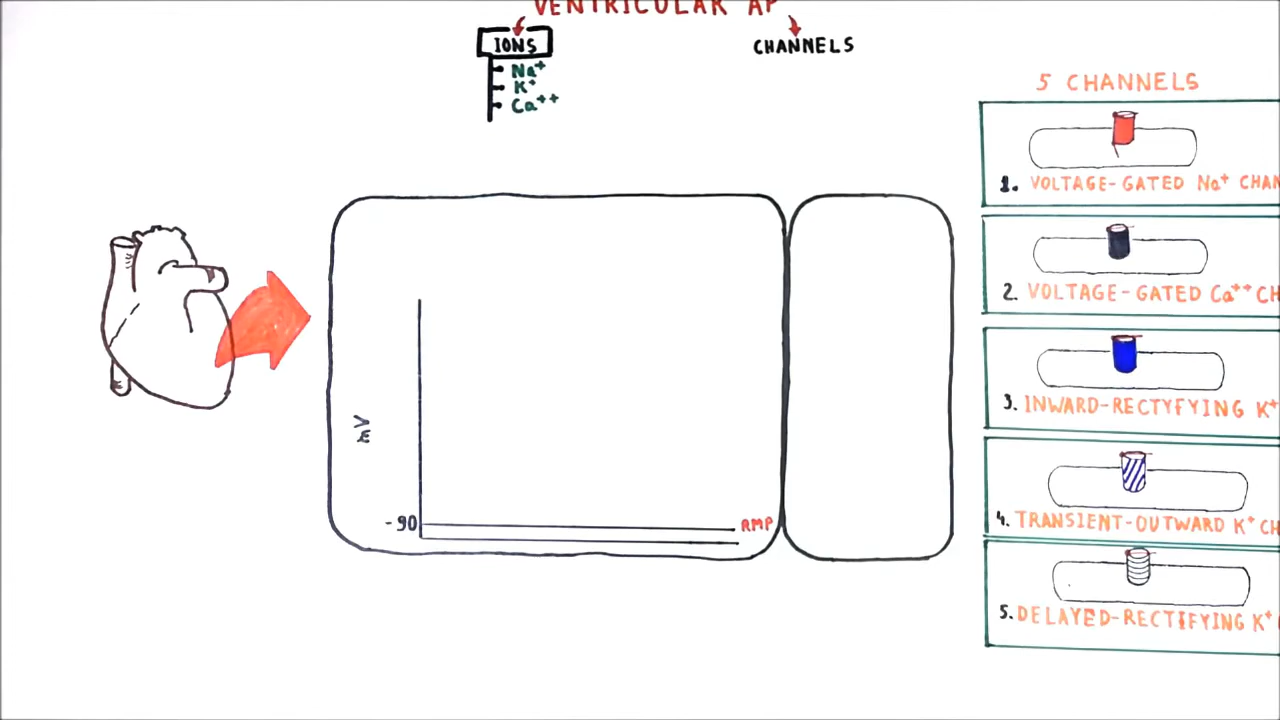 VENTRICULAR AP
IONS
Na⁺
K⁺
Ca⁺⁺
CHANNELS
5 CHANNELS
1. VOLTAGE-GATED Na⁺ CHAN
2. VOLTAGE-GATED Ca⁺⁺ CH
3. INWARD-RECTYFYING K⁺
4. TRANSIENT-OUTWARD K⁺ CH
5. DELAYED-RECTIFYING K⁺
mV
-90
RMP